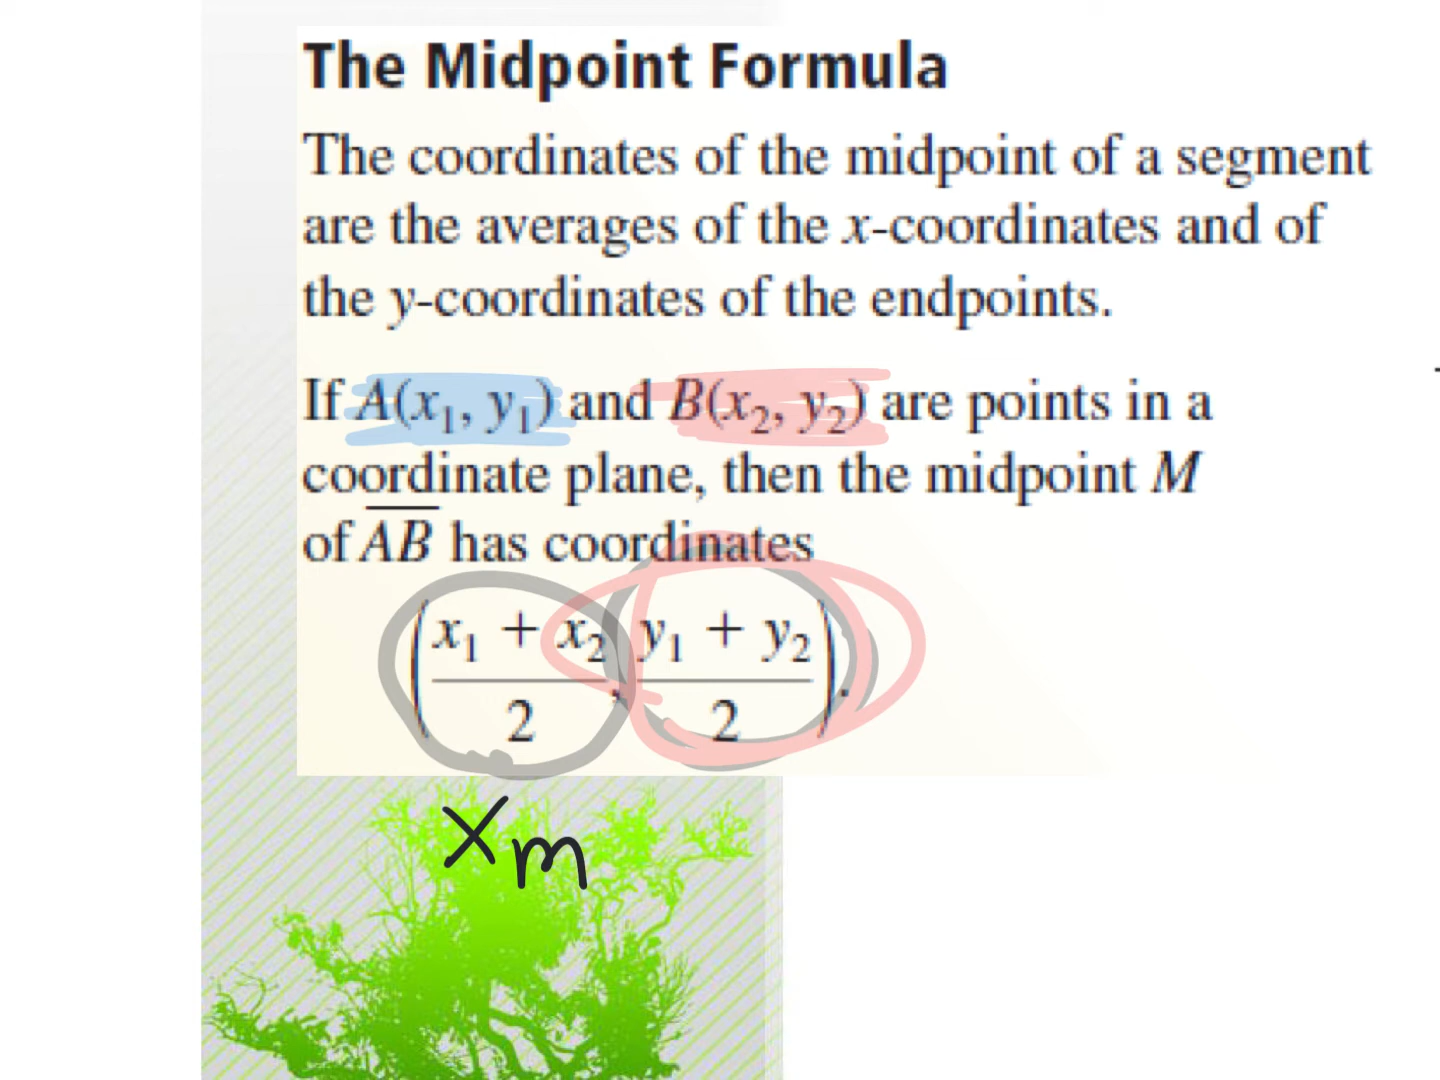 The Midpoint Formula
The coordinates of the midpoint of a segment
are the averages of the x-coordinates and of
the y-coordinates of the endpoints.
If A(x₁, y₁) and B(x₂, y₂) are points in a
coordinate plane, then the midpoint M
of A̅B̅ has coordinates
((x₁ + x₂)/2, (y₁ + y₂)/2).
xm